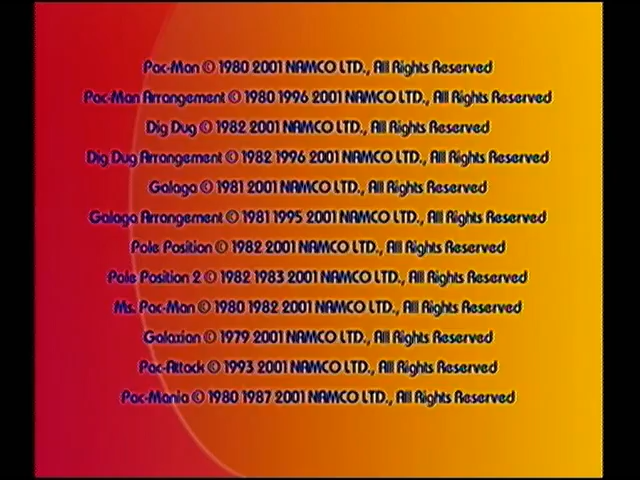 Pac-Man © 1980 2001 NAMCO LTD., All Rights Reserved
Pac-Man Arrangement © 1980 1996 2001 NAMCO LTD., All Rights Reserved
Dig Dug © 1982 2001 NAMCO LTD., All Rights Reserved
Dig Dug Arrangement © 1982 1996 2001 NAMCO LTD., All Rights Reserved
Galaga © 1981 2001 NAMCO LTD., All Rights Reserved
Galaga Arrangement © 1981 1995 2001 NAMCO LTD., All Rights Reserved
Pole Position © 1982 2001 NAMCO LTD., All Rights Reserved
Pole Position 2 © 1982 1983 2001 NAMCO LTD., All Rights Reserved
Ms. Pac-Man © 1980 1982 2001 NAMCO LTD., All Rights Reserved
Galaxian © 1979 2001 NAMCO LTD., All Rights Reserved
Pac-Attack © 1993 2001 NAMCO LTD., All Rights Reserved
Pac-Mania © 1980 1987 2001 NAMCO LTD., All Rights Reserved